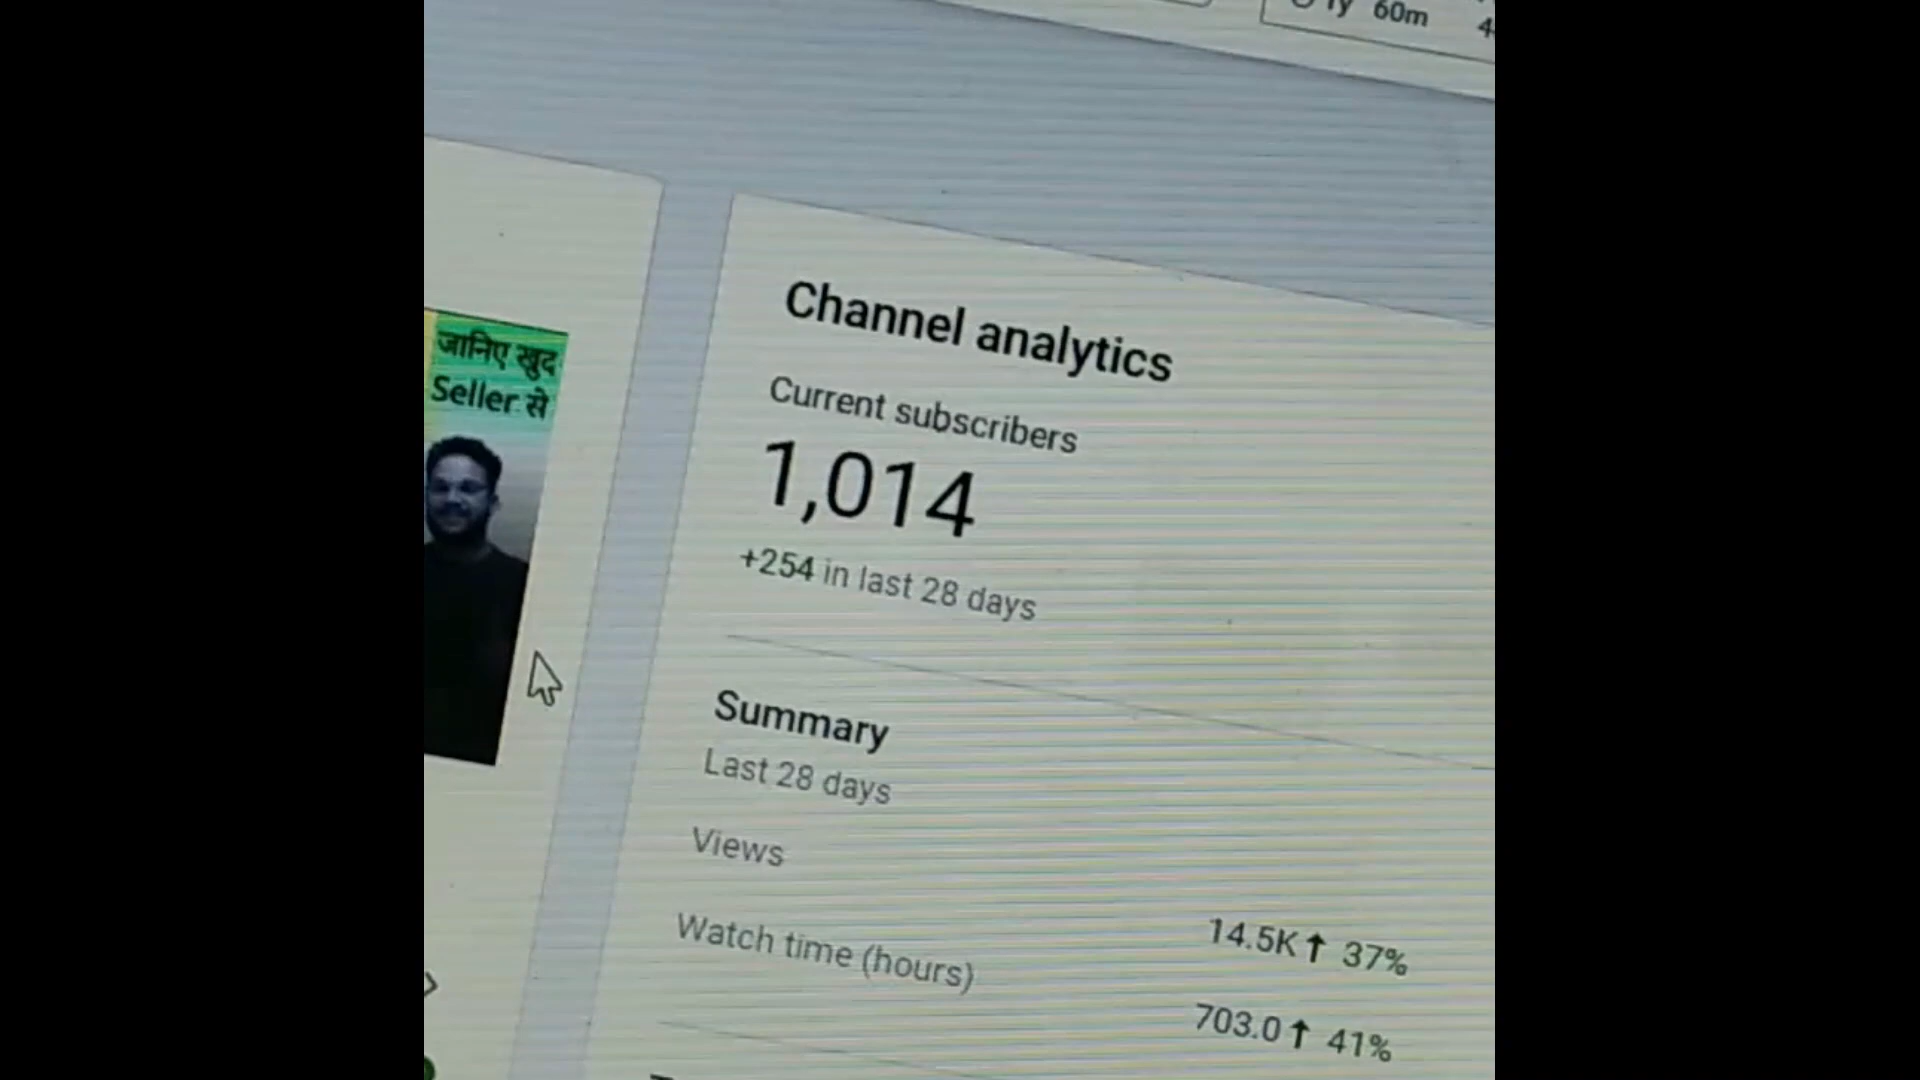 60m
जानिए खुद
Seller से
Channel analytics
Current subscribers
1,014
+254 in last 28 days
Summary
Last 28 days
Views
14.5K↑ 37%
Watch time (hours)
703.0↑ 41%